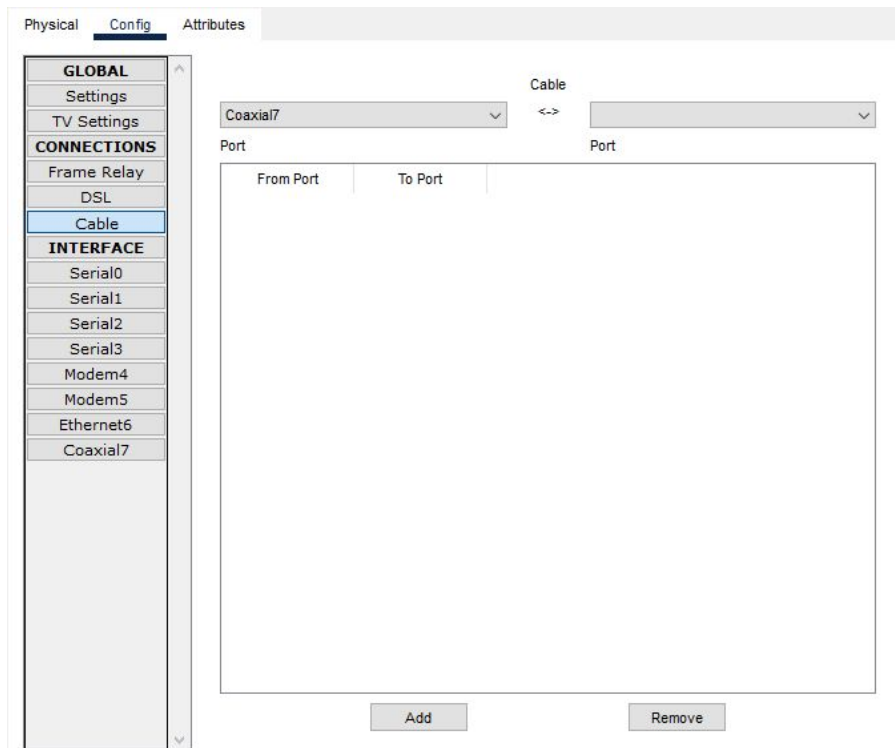 Physical Config Attributes
GLOBAL
Settings
TV Settings
CONNECTIONS
Frame Relay
DSL
Cable
INTERFACE
Serial0
Serial1
Serial2
Serial3
Modem4
Modem5
Ethernet6
Coaxial7
Cable
Coaxial7 <-> 
Port Port
From Port To Port
Add Remove